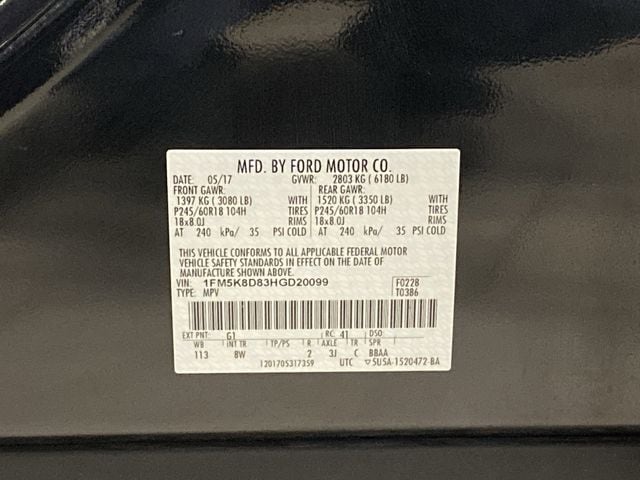 MFD. BY FORD MOTOR CO.
DATE: 05/17 GVWR: 2803 KG ( 6180 LB)
FRONT GAWR: REAR GAWR:
1397 KG ( 3080 LB) WITH 1520 KG ( 3350 LB) WITH
P245/60R18 104H TIRES P245/60R18 104H TIRES
18x8.0J RIMS 18x8.0J RIMS
AT 240 kPa/ 35 PSI COLD AT 240 kPa/ 35 PSI COLD
THIS VEHICLE CONFORMS TO ALL APPLICABLE FEDERAL MOTOR
VEHICLE SAFETY STANDARDS IN EFFECT ON THE DATE OF
MANUFACTURE SHOWN ABOVE.
VIN: 1FM5K8D83HGD20099 F0228
TYPE: MPV T0386
EXT PNT: G1 RC: 41 DSO:
WB INT TR TP/PS R AXLE TR SPR
113 8W 2 3J C BBAA
1201705317359 UTC ▽5USA-1520472-BA